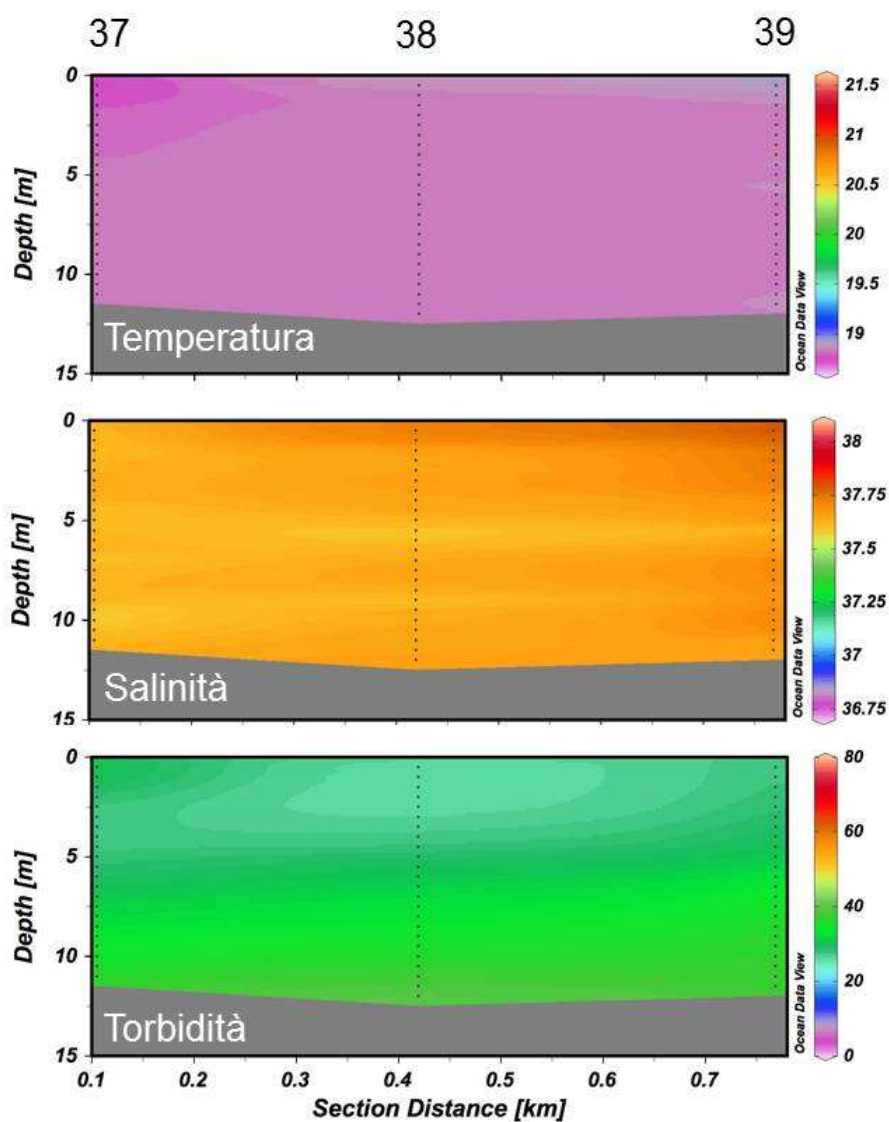 37 38 39
0
5
10
15
Depth [m]
Temperatura
21.5
21
20.5
20
19.5
19
Ocean Data View
0
5
10
15
Depth [m]
Salinità
38
37.75
37.5
37.25
37
36.75
Ocean Data View
0
5
10
15
Depth [m]
Torbidità
80
60
40
20
0
Ocean Data View
0.1 0.2 0.3 0.4 0.5 0.6 0.7
Section Distance [km]